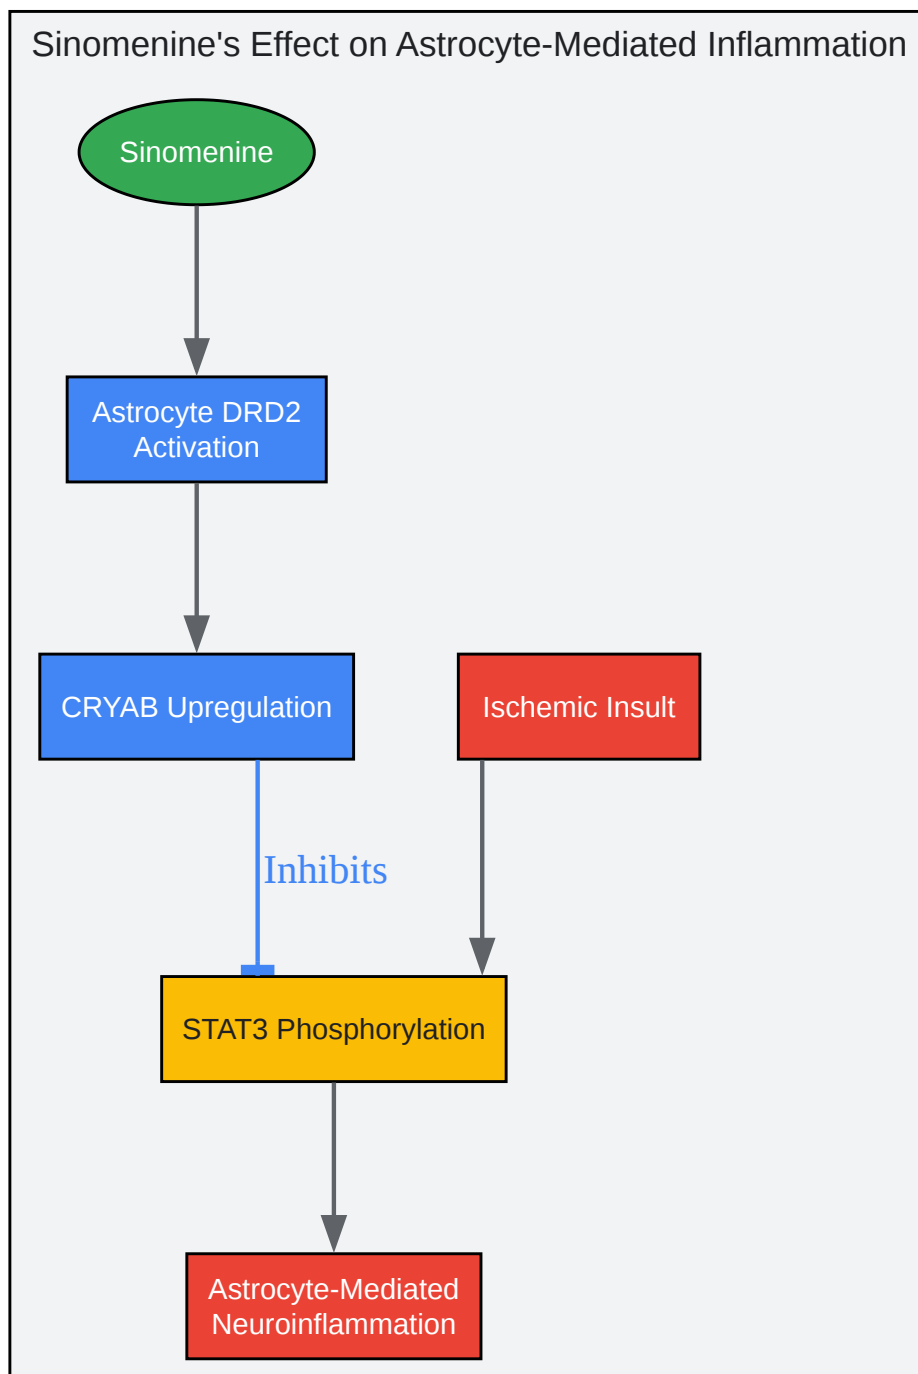 Sinomenine's Effect on Astrocyte-Mediated Inflammation
Sinomenine
Astrocyte DRD2
Activation
CRYAB Upregulation
Ischemic Insult
Inhibits
STAT3 Phosphorylation
Astrocyte-Mediated
Neuroinflammation